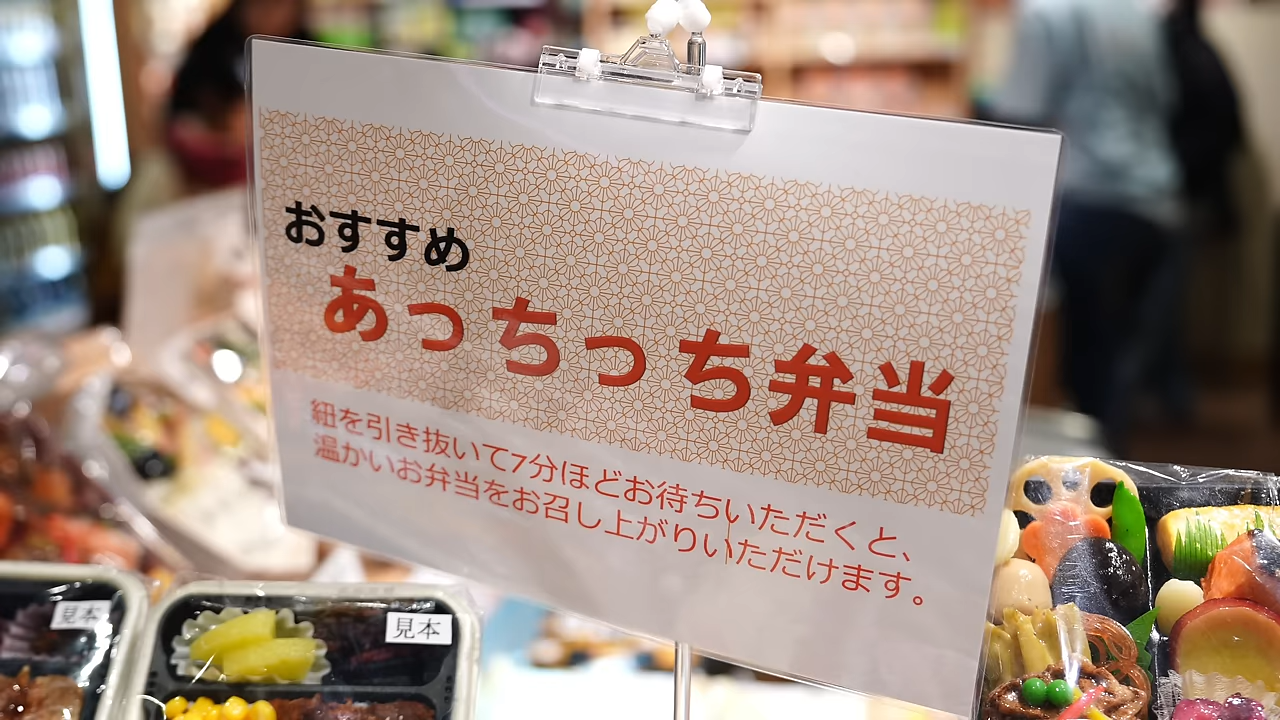 おすすめ
あっちっち弁当
紐を引き抜いて7分ほどお待ちいただくと、
温かいお弁当をお召し上がりいただけます。
見本
見本